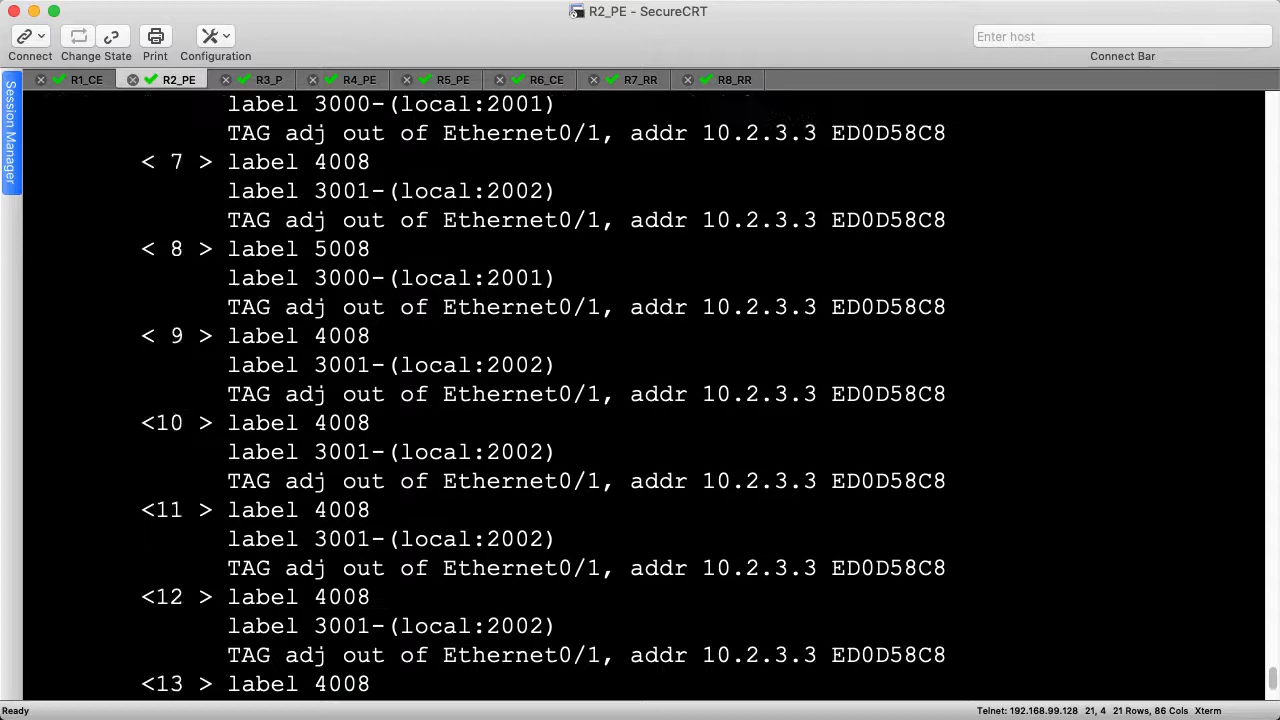 R2_PE - SecureCRT
Enter host
Connect Change State Print Configuration Connect Bar
R1_CE R2_PE R3_P R4_PE R5_PE R6_CE R7_RR R8_RR
Session Manager
label 3000-(local:2001)
TAG adj out of Ethernet0/1, addr 10.2.3.3 ED0D58C8
< 7 > label 4008
label 3001-(local:2002)
TAG adj out of Ethernet0/1, addr 10.2.3.3 ED0D58C8
< 8 > label 5008
label 3000-(local:2001)
TAG adj out of Ethernet0/1, addr 10.2.3.3 ED0D58C8
< 9 > label 4008
label 3001-(local:2002)
TAG adj out of Ethernet0/1, addr 10.2.3.3 ED0D58C8
<10 > label 4008
label 3001-(local:2002)
TAG adj out of Ethernet0/1, addr 10.2.3.3 ED0D58C8
<11 > label 4008
label 3001-(local:2002)
TAG adj out of Ethernet0/1, addr 10.2.3.3 ED0D58C8
<12 > label 4008
label 3001-(local:2002)
TAG adj out of Ethernet0/1, addr 10.2.3.3 ED0D58C8
<13 > label 4008
Ready Telnet: 192.168.99.128 21, 4 21 Rows, 86 Cols Xterm